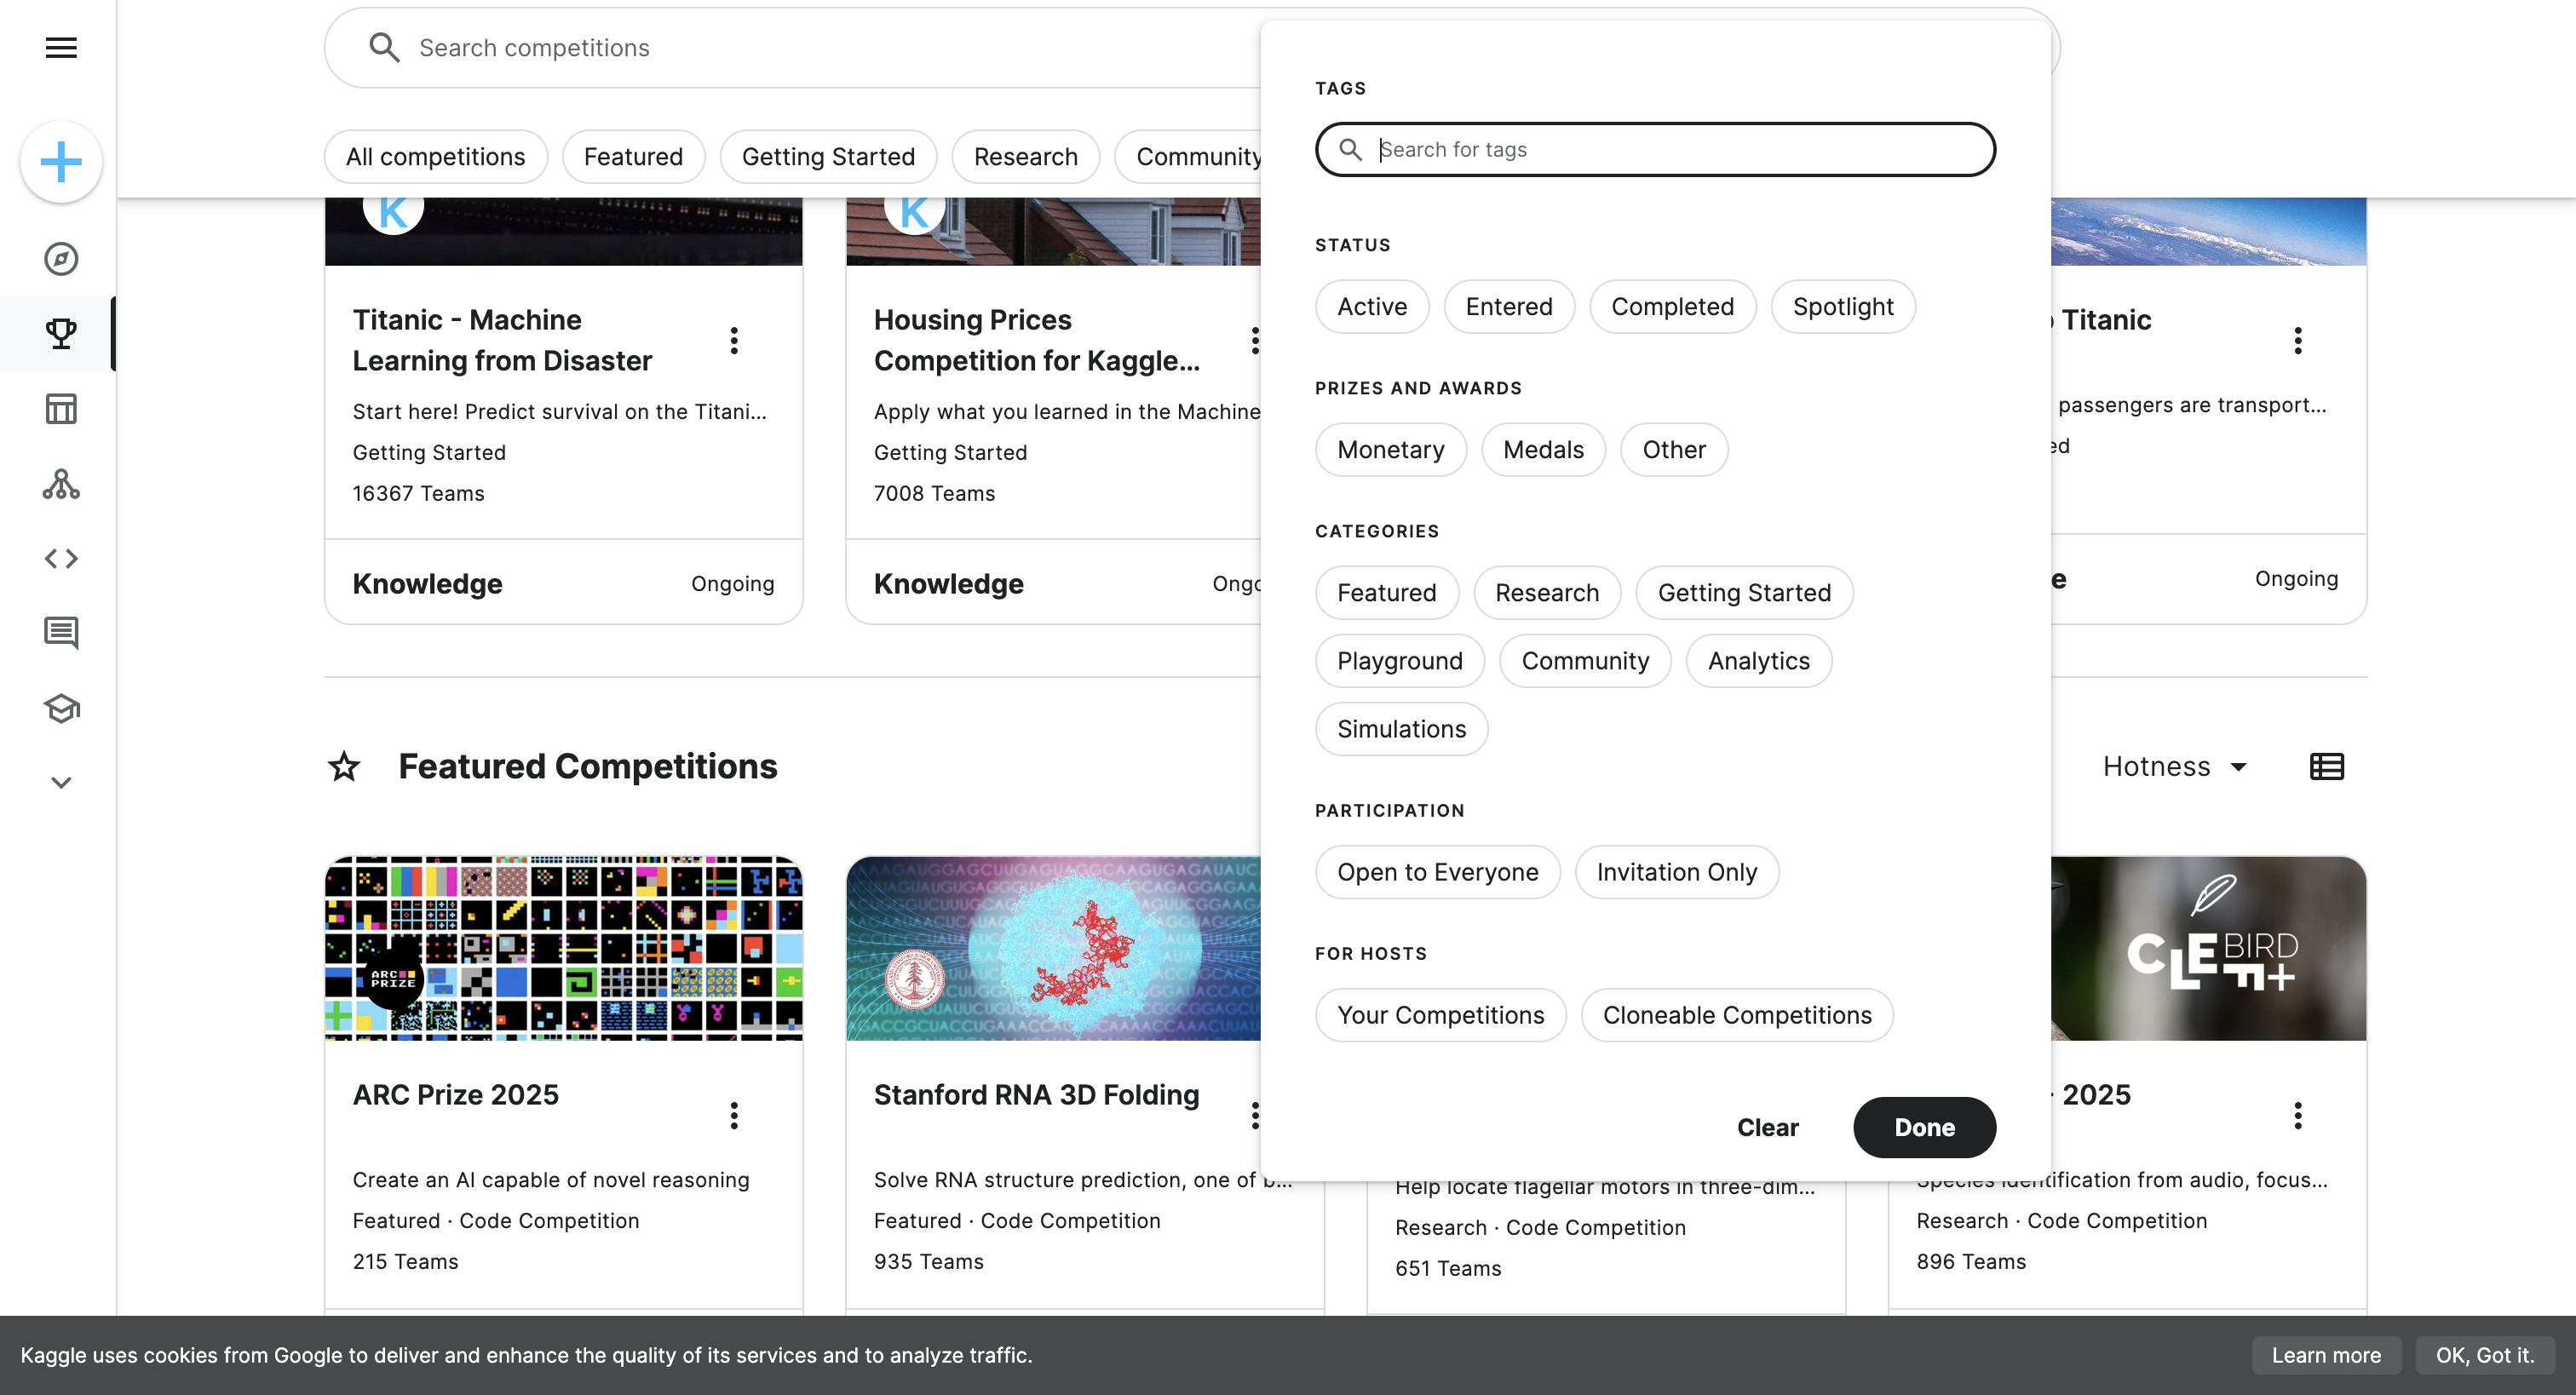 Search competitions
All competitions
Featured
Getting Started
Research
Community
TAGS
Search for tags
STATUS
Active
Entered
Completed
Spotlight
PRIZES AND AWARDS
Monetary
Medals
Other
CATEGORIES
Featured
Research
Getting Started
Playground
Community
Analytics
Simulations
PARTICIPATION
Open to Everyone
Invitation Only
FOR HOSTS
Your Competitions
Cloneable Competitions
Clear
Done
K
Titanic - Machine
Learning from Disaster
Start here! Predict survival on the Titani...
Getting Started
16367 Teams
Knowledge
Ongoing
K
Housing Prices
Competition for Kaggle...
Apply what you learned in the Machine
Getting Started
7008 Teams
Knowledge
Ongo
Titanic
passengers are transport...
ed
e
Ongoing
Featured Competitions
Hotness
ARC
PRIZE
ARC Prize 2025
Create an AI capable of novel reasoning
Featured · Code Competition
215 Teams
Stanford RNA 3D Folding
Solve RNA structure prediction, one of b...
Featured · Code Competition
935 Teams
Help locate flagellar motors in three-dim...
Research · Code Competition
651 Teams
BIRD
CLEF+
2025
Species identification from audio, focus...
Research · Code Competition
896 Teams
Kaggle uses cookies from Google to deliver and enhance the quality of its services and to analyze traffic.
Learn more
OK, Got it.